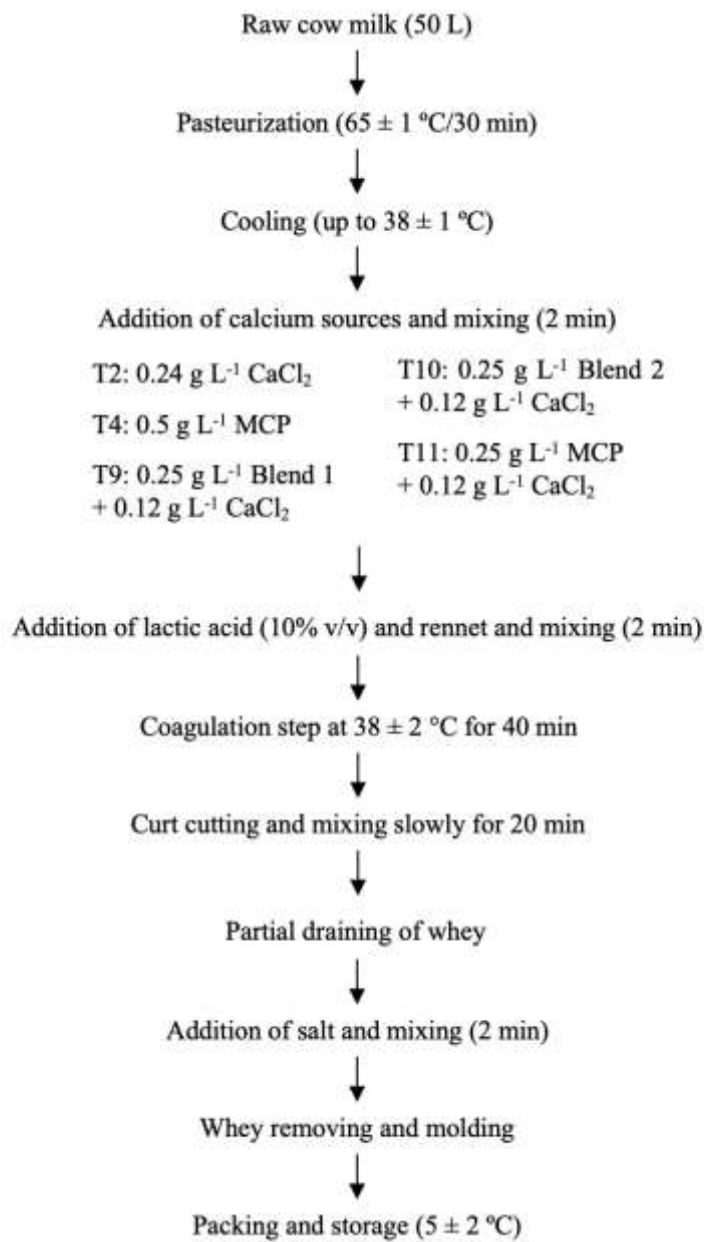 Raw cow milk (50 L)
Pasteurization (65 ± 1 ºC/30 min)
Cooling (up to 38 ± 1 ºC)
Addition of calcium sources and mixing (2 min)
T2: 0.24 g L⁻¹ CaCl₂
T4: 0.5 g L⁻¹ MCP
T9: 0.25 g L⁻¹ Blend 1
+ 0.12 g L⁻¹ CaCl₂
T10: 0.25 g L⁻¹ Blend 2
+ 0.12 g L⁻¹ CaCl₂
T11: 0.25 g L⁻¹ MCP
+ 0.12 g L⁻¹ CaCl₂
Addition of lactic acid (10% v/v) and rennet and mixing (2 min)
Coagulation step at 38 ± 2 °C for 40 min
Curt cutting and mixing slowly for 20 min
Partial draining of whey
Addition of salt and mixing (2 min)
Whey removing and molding
Packing and storage (5 ± 2 ºC)